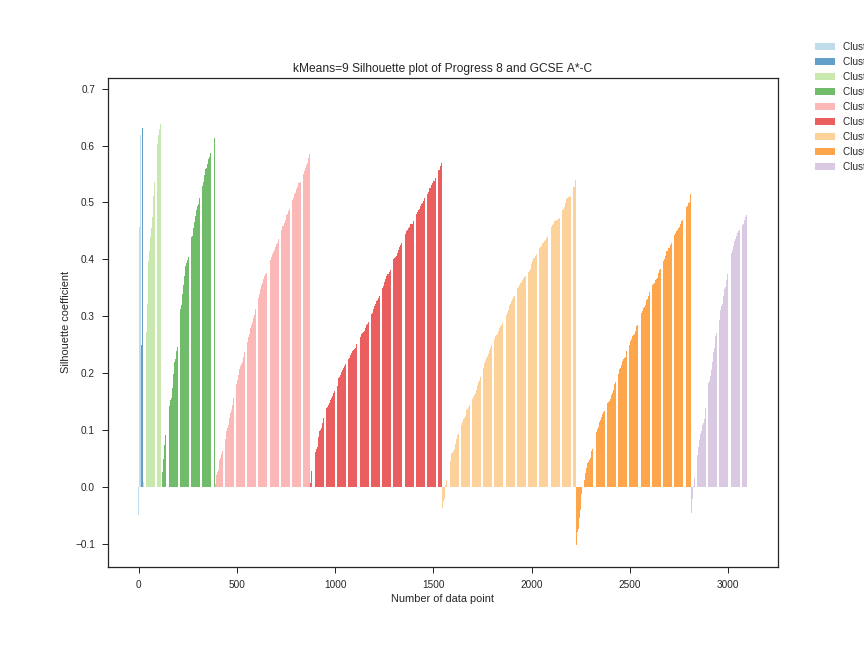 kMeans=9 Silhouette plot of Progress 8 and GCSE A*-C
Clust
Clust
Clust
Clust
Clust
Clust
Clust
Clust
Clust
0.7
0.6
0.5
0.4
0.3
0.2
0.1
0.0
−0.1
Silhouette coefficient
0 500 1000 1500 2000 2500 3000
Number of data point